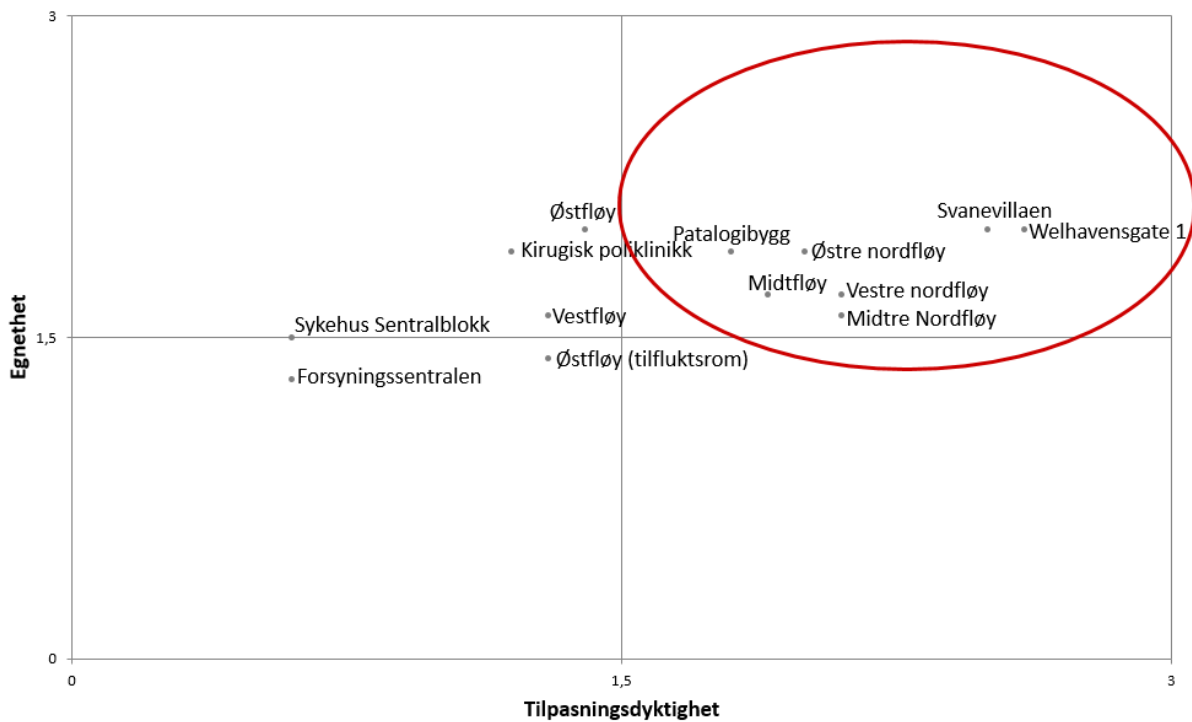 3
Østfløy
Svanevillaen
Patalogibygg
Welhavensgate 1
Kirugisk poliklinikk
Østre nordfløy
Midtfløy
Vestre nordfløy
Vestfløy
Midtre Nordfløy
Sykehus Sentralblokk
Egnethet
1,5
Østfløy (tilfluktsrom)
Forsyningssentralen
0
0
1,5
3
Tilpasningsdyktighet